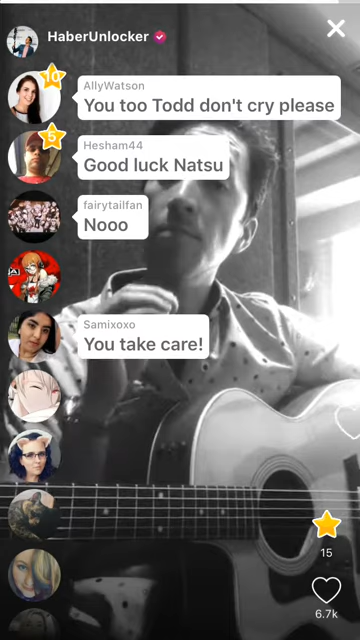 HaberUnlocker
10
AllyWatson
You too Todd don't cry please
5
Hesham44
Good luck Natsu
fairytailfan
Nooo
Samixoxo
You take care!
15
6.7k